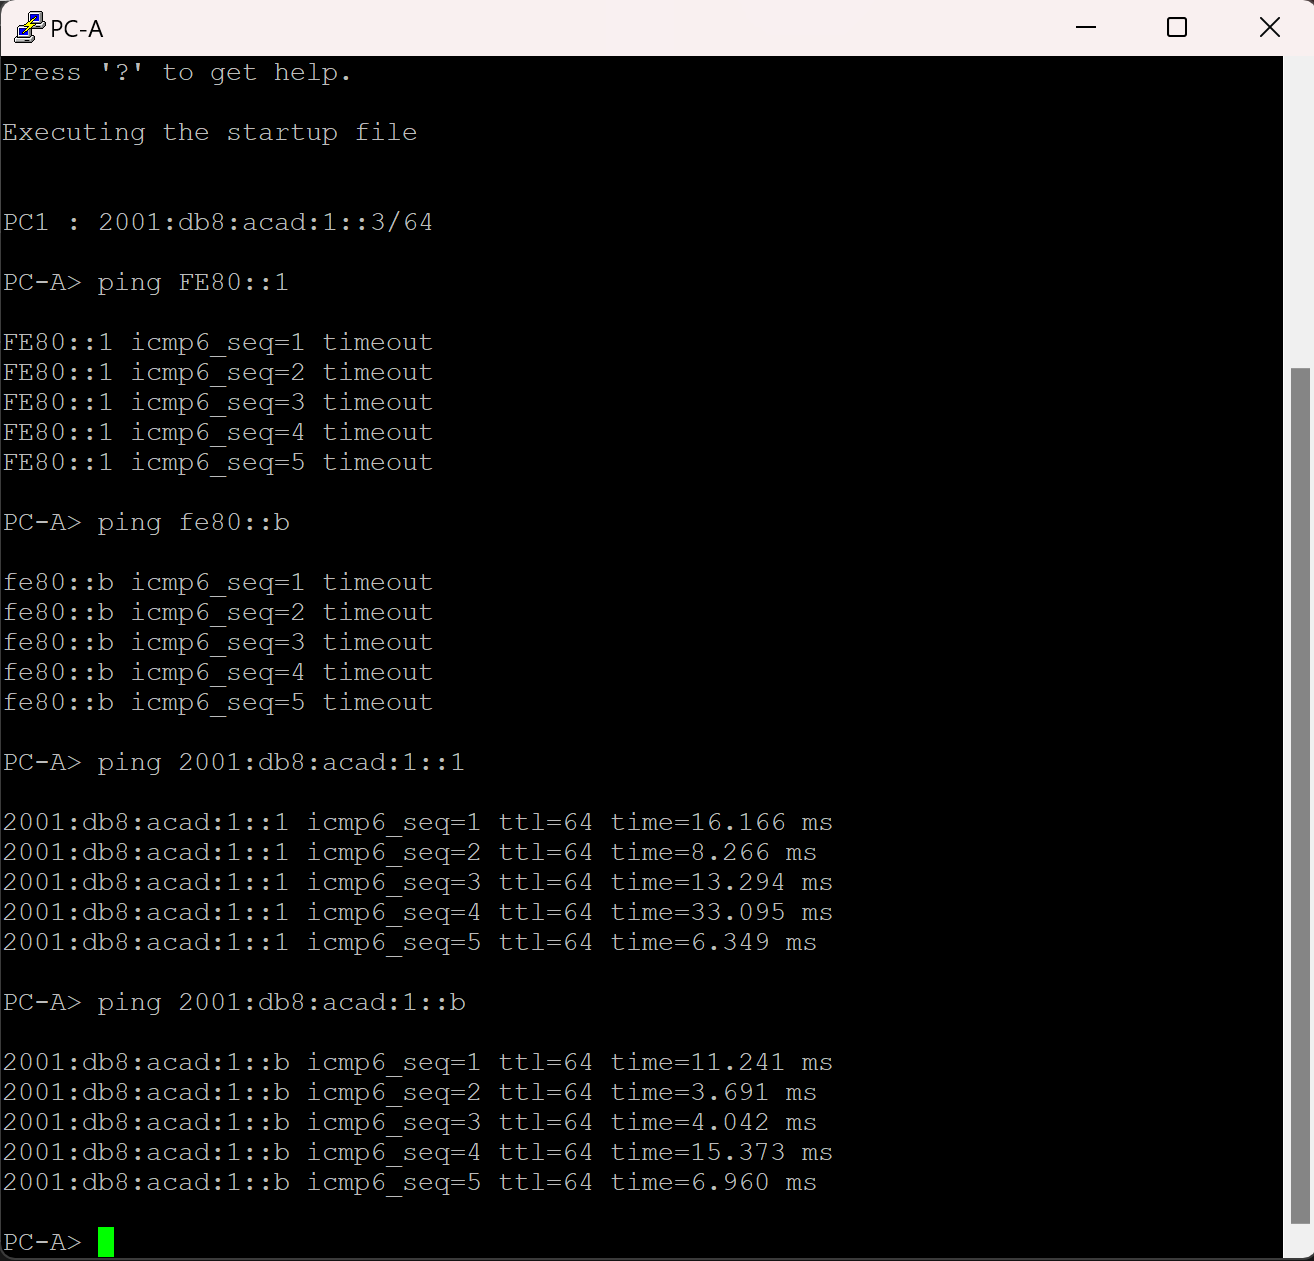 PC-A
Press '?' to get help.
Executing the startup file
PC1 : 2001:db8:acad:1::3/64
PC-A> ping FE80::1
FE80::1 icmp6_seq=1 timeout
FE80::1 icmp6_seq=2 timeout
FE80::1 icmp6_seq=3 timeout
FE80::1 icmp6_seq=4 timeout
FE80::1 icmp6_seq=5 timeout
PC-A> ping fe80::b
fe80::b icmp6_seq=1 timeout
fe80::b icmp6_seq=2 timeout
fe80::b icmp6_seq=3 timeout
fe80::b icmp6_seq=4 timeout
fe80::b icmp6_seq=5 timeout
PC-A> ping 2001:db8:acad:1::1
2001:db8:acad:1::1 icmp6_seq=1 ttl=64 time=16.166 ms
2001:db8:acad:1::1 icmp6_seq=2 ttl=64 time=8.266 ms
2001:db8:acad:1::1 icmp6_seq=3 ttl=64 time=13.294 ms
2001:db8:acad:1::1 icmp6_seq=4 ttl=64 time=33.095 ms
2001:db8:acad:1::1 icmp6_seq=5 ttl=64 time=6.349 ms
PC-A> ping 2001:db8:acad:1::b
2001:db8:acad:1::b icmp6_seq=1 ttl=64 time=11.241 ms
2001:db8:acad:1::b icmp6_seq=2 ttl=64 time=3.691 ms
2001:db8:acad:1::b icmp6_seq=3 ttl=64 time=4.042 ms
2001:db8:acad:1::b icmp6_seq=4 ttl=64 time=15.373 ms
2001:db8:acad:1::b icmp6_seq=5 ttl=64 time=6.960 ms
PC-A>